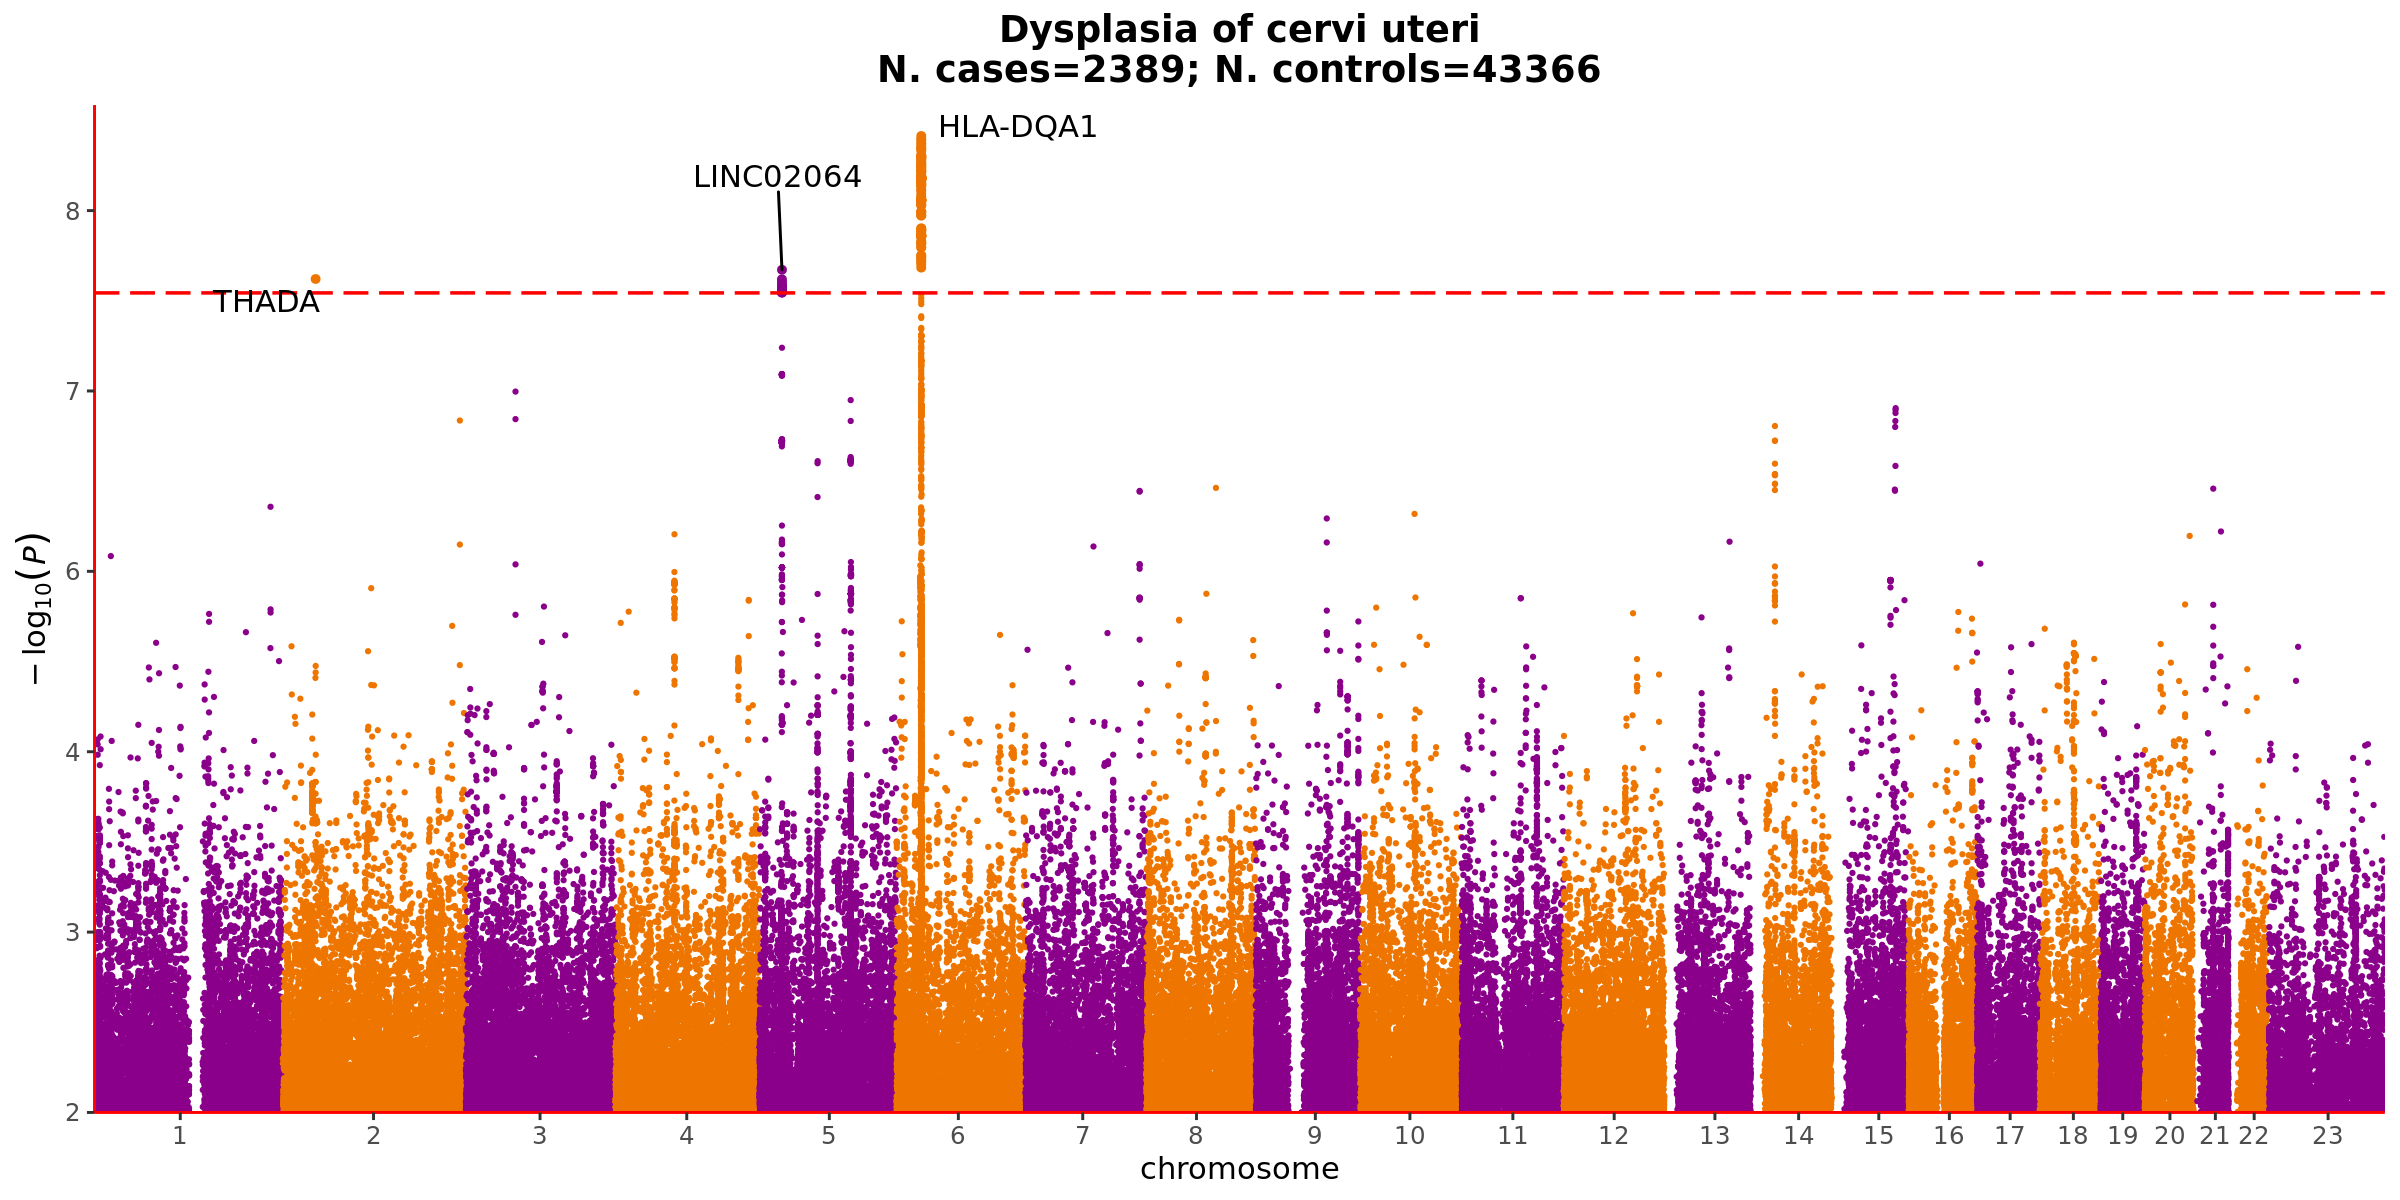 Dysplasia of cervi uteri
N. cases=2389; N. controls=43366
HLA-DQA1
LINC02064
THADA
8
7
6
5
4
3
2
−log10(P)
1 2 3 4 5 6 7 8 9 10 11 12 13 14 15 16 17 18 19 20 21 22 23
chromosome